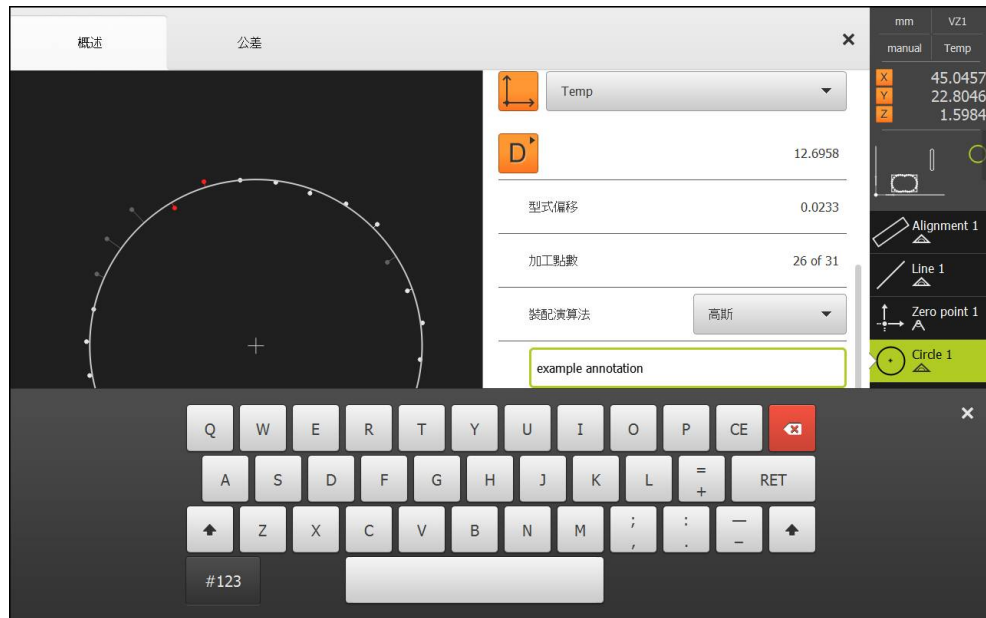 概述
公差
mm
VZ1
manual
Temp
X 45.0457
Y 22.8046
Z 1.5984
Temp
D 12.6958
型式偏移 0.0233
加工點數 26 of 31
裝配演算法 高斯
example annotation
Alignment 1
Line 1
Zero point 1
Circle 1
Q W E R T Y U I O P CE
A S D F G H J K L = + RET
Z X C V B N M ; , : . — –
#123